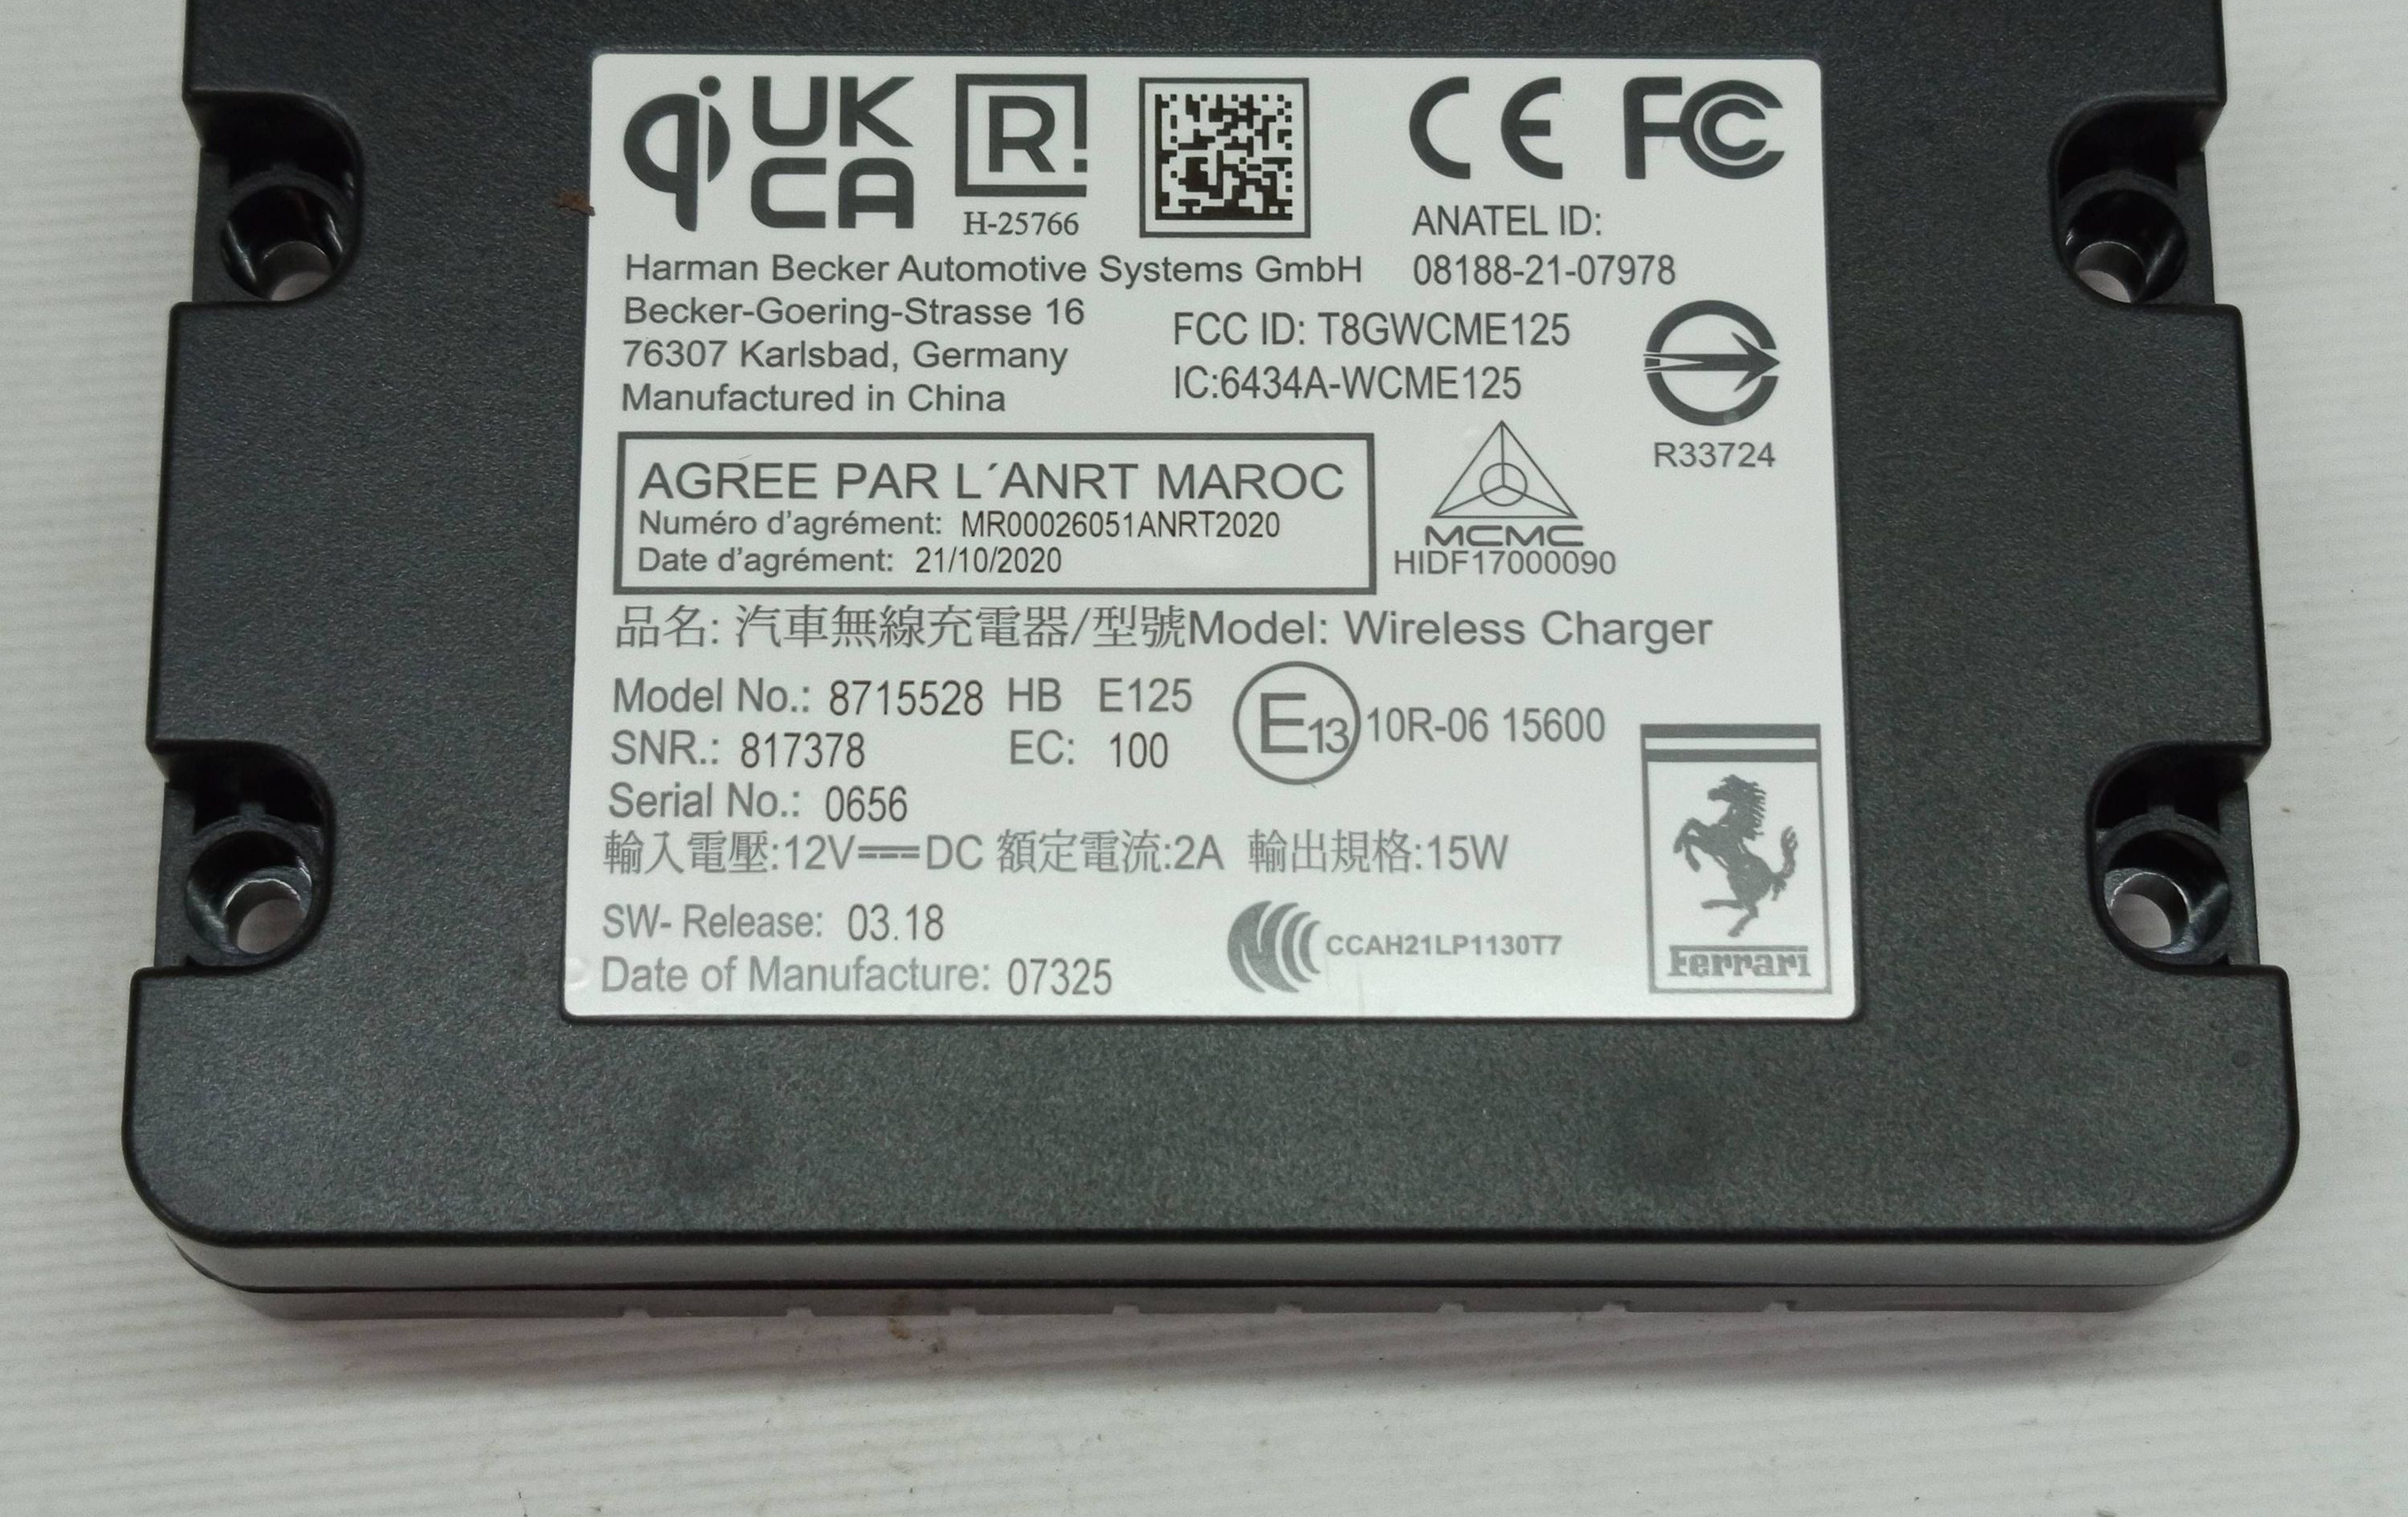 qi UK CA R! CE FC
H-25766
ANATEL ID:
08188-21-07978
Harman Becker Automotive Systems GmbH
Becker-Goering-Strasse 16
76307 Karlsbad, Germany
Manufactured in China
FCC ID: T8GWCME125
IC:6434A-WCME125
R33724
AGREE PAR L´ANRT MAROC
Numéro d'agrément: MR00026051ANRT2020
Date d'agrément: 21/10/2020
MCMC
HIDF17000090
品名: 汽車無線充電器/型號Model: Wireless Charger
Model No.: 8715528 HB E125
SNR.: 817378 EC: 100
Serial No.: 0656
E13 10R-06 15600
輸入電壓:12V⎓DC 額定電流:2A 輸出規格:15W
SW- Release: 03.18
Date of Manufacture: 07325
CCAH21LP1130T7
Ferrari